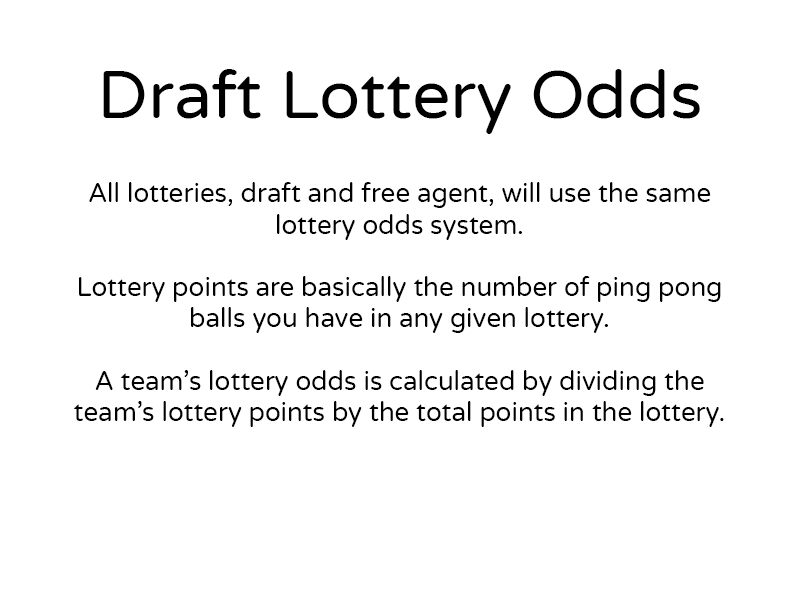 Draft Lottery Odds
All lotteries, draft and free agent, will use the same
lottery odds system.
Lottery points are basically the number of ping pong
balls you have in any given lottery.
A team’s lottery odds is calculated by dividing the
team’s lottery points by the total points in the lottery.